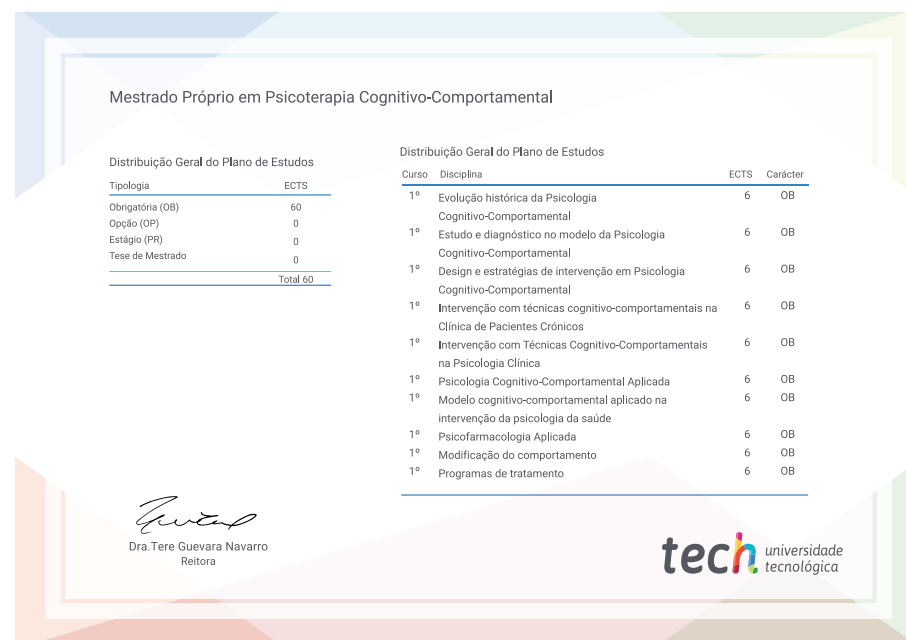 Mestrado Próprio em Psicoterapia Cognitivo-Comportamental
Distribuição Geral do Plano de Estudos
Tipologia ECTS
Obrigatória (OB) 60
Opção (OP) 0
Estágio (PR) 0
Tese de Mestrado 0
Total 60
Distribuição Geral do Plano de Estudos
Curso Disciplina ECTS Carácter
1º Evolução histórica da Psicologia 6 OB
Cognitivo-Comportamental
1º Estudo e diagnóstico no modelo da Psicologia 6 OB
Cognitivo-Comportamental
1º Design e estratégias de intervenção em Psicologia 6 OB
Cognitivo-Comportamental
1º Intervenção com técnicas cognitivo-comportamentais na 6 OB
Clínica de Pacientes Crónicos
1º Intervenção com Técnicas Cognitivo-Comportamentais 6 OB
na Psicologia Clínica
1º Psicologia Cognitivo-Comportamental Aplicada 6 OB
1º Modelo cognitivo-comportamental aplicado na 6 OB
intervenção da psicologia da saúde
1º Psicofarmacologia Aplicada 6 OB
1º Modificação do comportamento 6 OB
1º Programas de tratamento 6 OB
Dra.Tere Guevara Navarro
Reitora
tech universidade
tecnológica